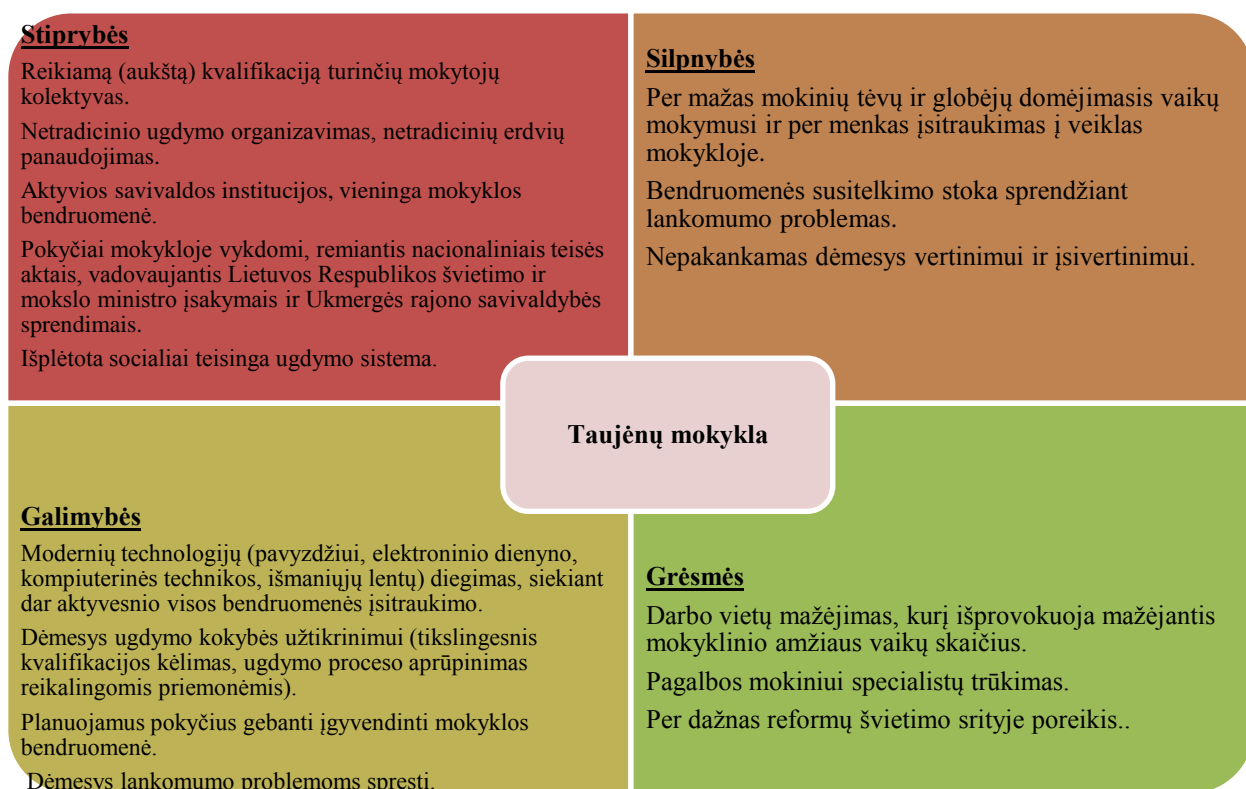 Stiprybės
Reikiamą (aukštą) kvalifikaciją turinčių mokytojų
kolektyvas.
Netradicinio ugdymo organizavimas, netradicinių erdvių
panaudojimas.
Aktyvios savivaldos institucijos, vieninga mokyklos
bendruomenė.
Pokyčiai mokykloje vykdomi, remiantis nacionaliniais teisės
aktais, vadovaujantis Lietuvos Respublikos švietimo ir
mokslo ministro įsakymais ir Ukmergės rajono savivaldybės
sprendimais.
Išplėtota socialiai teisinga ugdymo sistema.
Silpnybės
Per mažas mokinių tėvų ir globėjų domėjimasis vaikų
mokymusi ir per menkas įsitraukimas į veiklas
mokykloje.
Bendruomenės susitelkimo stoka sprendžiant
lankomumo problemas.
Nepakankamas dėmesys vertinimui ir įsivertinimui.
Taujėnų mokykla
Galimybės
Modernių technologijų (pavyzdžiui, elektroninio dienyno,
kompiuterinės technikos, išmaniųjų lentų) diegimas, siekiant
dar aktyvesnio visos bendruomenės įsitraukimo.
Dėmesys ugdymo kokybės užtikrinimui (tikslingesnis
kvalifikacijos kėlimas, ugdymo proceso aprūpinimas
reikalingomis priemonėmis).
Planuojamus pokyčius gebanti įgyvendinti mokyklos
bendruomenė.
Dėmesys lankomumo problemoms spręsti.
Grėsmės
Darbo vietų mažėjimas, kurį išprovokuoja mažėjantis
mokyklinio amžiaus vaikų skaičius.
Pagalbos mokiniui specialistų trūkimas.
Per dažnas reformų švietimo srityje poreikis..